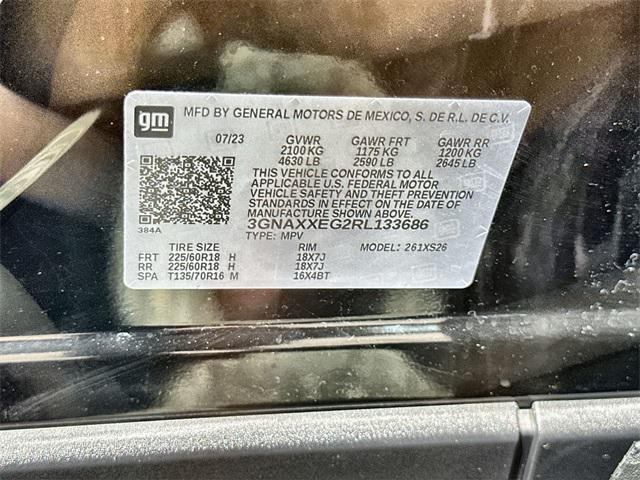 gm MFD BY GENERAL MOTORS DE MEXICO, S. DE R.L. DE C.V.
07/23 GVWR GAWR FRT GAWR RR
2100 KG 1175 KG 1200 KG
4630 LB 2590 LB 2645 LB
THIS VEHICLE CONFORMS TO ALL
APPLICABLE U.S. FEDERAL MOTOR
VEHICLE SAFETY AND THEFT PREVENTION
STANDARDS IN EFFECT ON THE DATE OF
MANUFACTURE SHOWN ABOVE.
384A 3GNAXXEG2RL133686
TYPE: MPV MODEL: 261XS26
TIRE SIZE RIM
FRT 225/60R18 H 18X7J
RR 225/60R18 H 18X7J
SPA T135/70R16 M 16X4BT